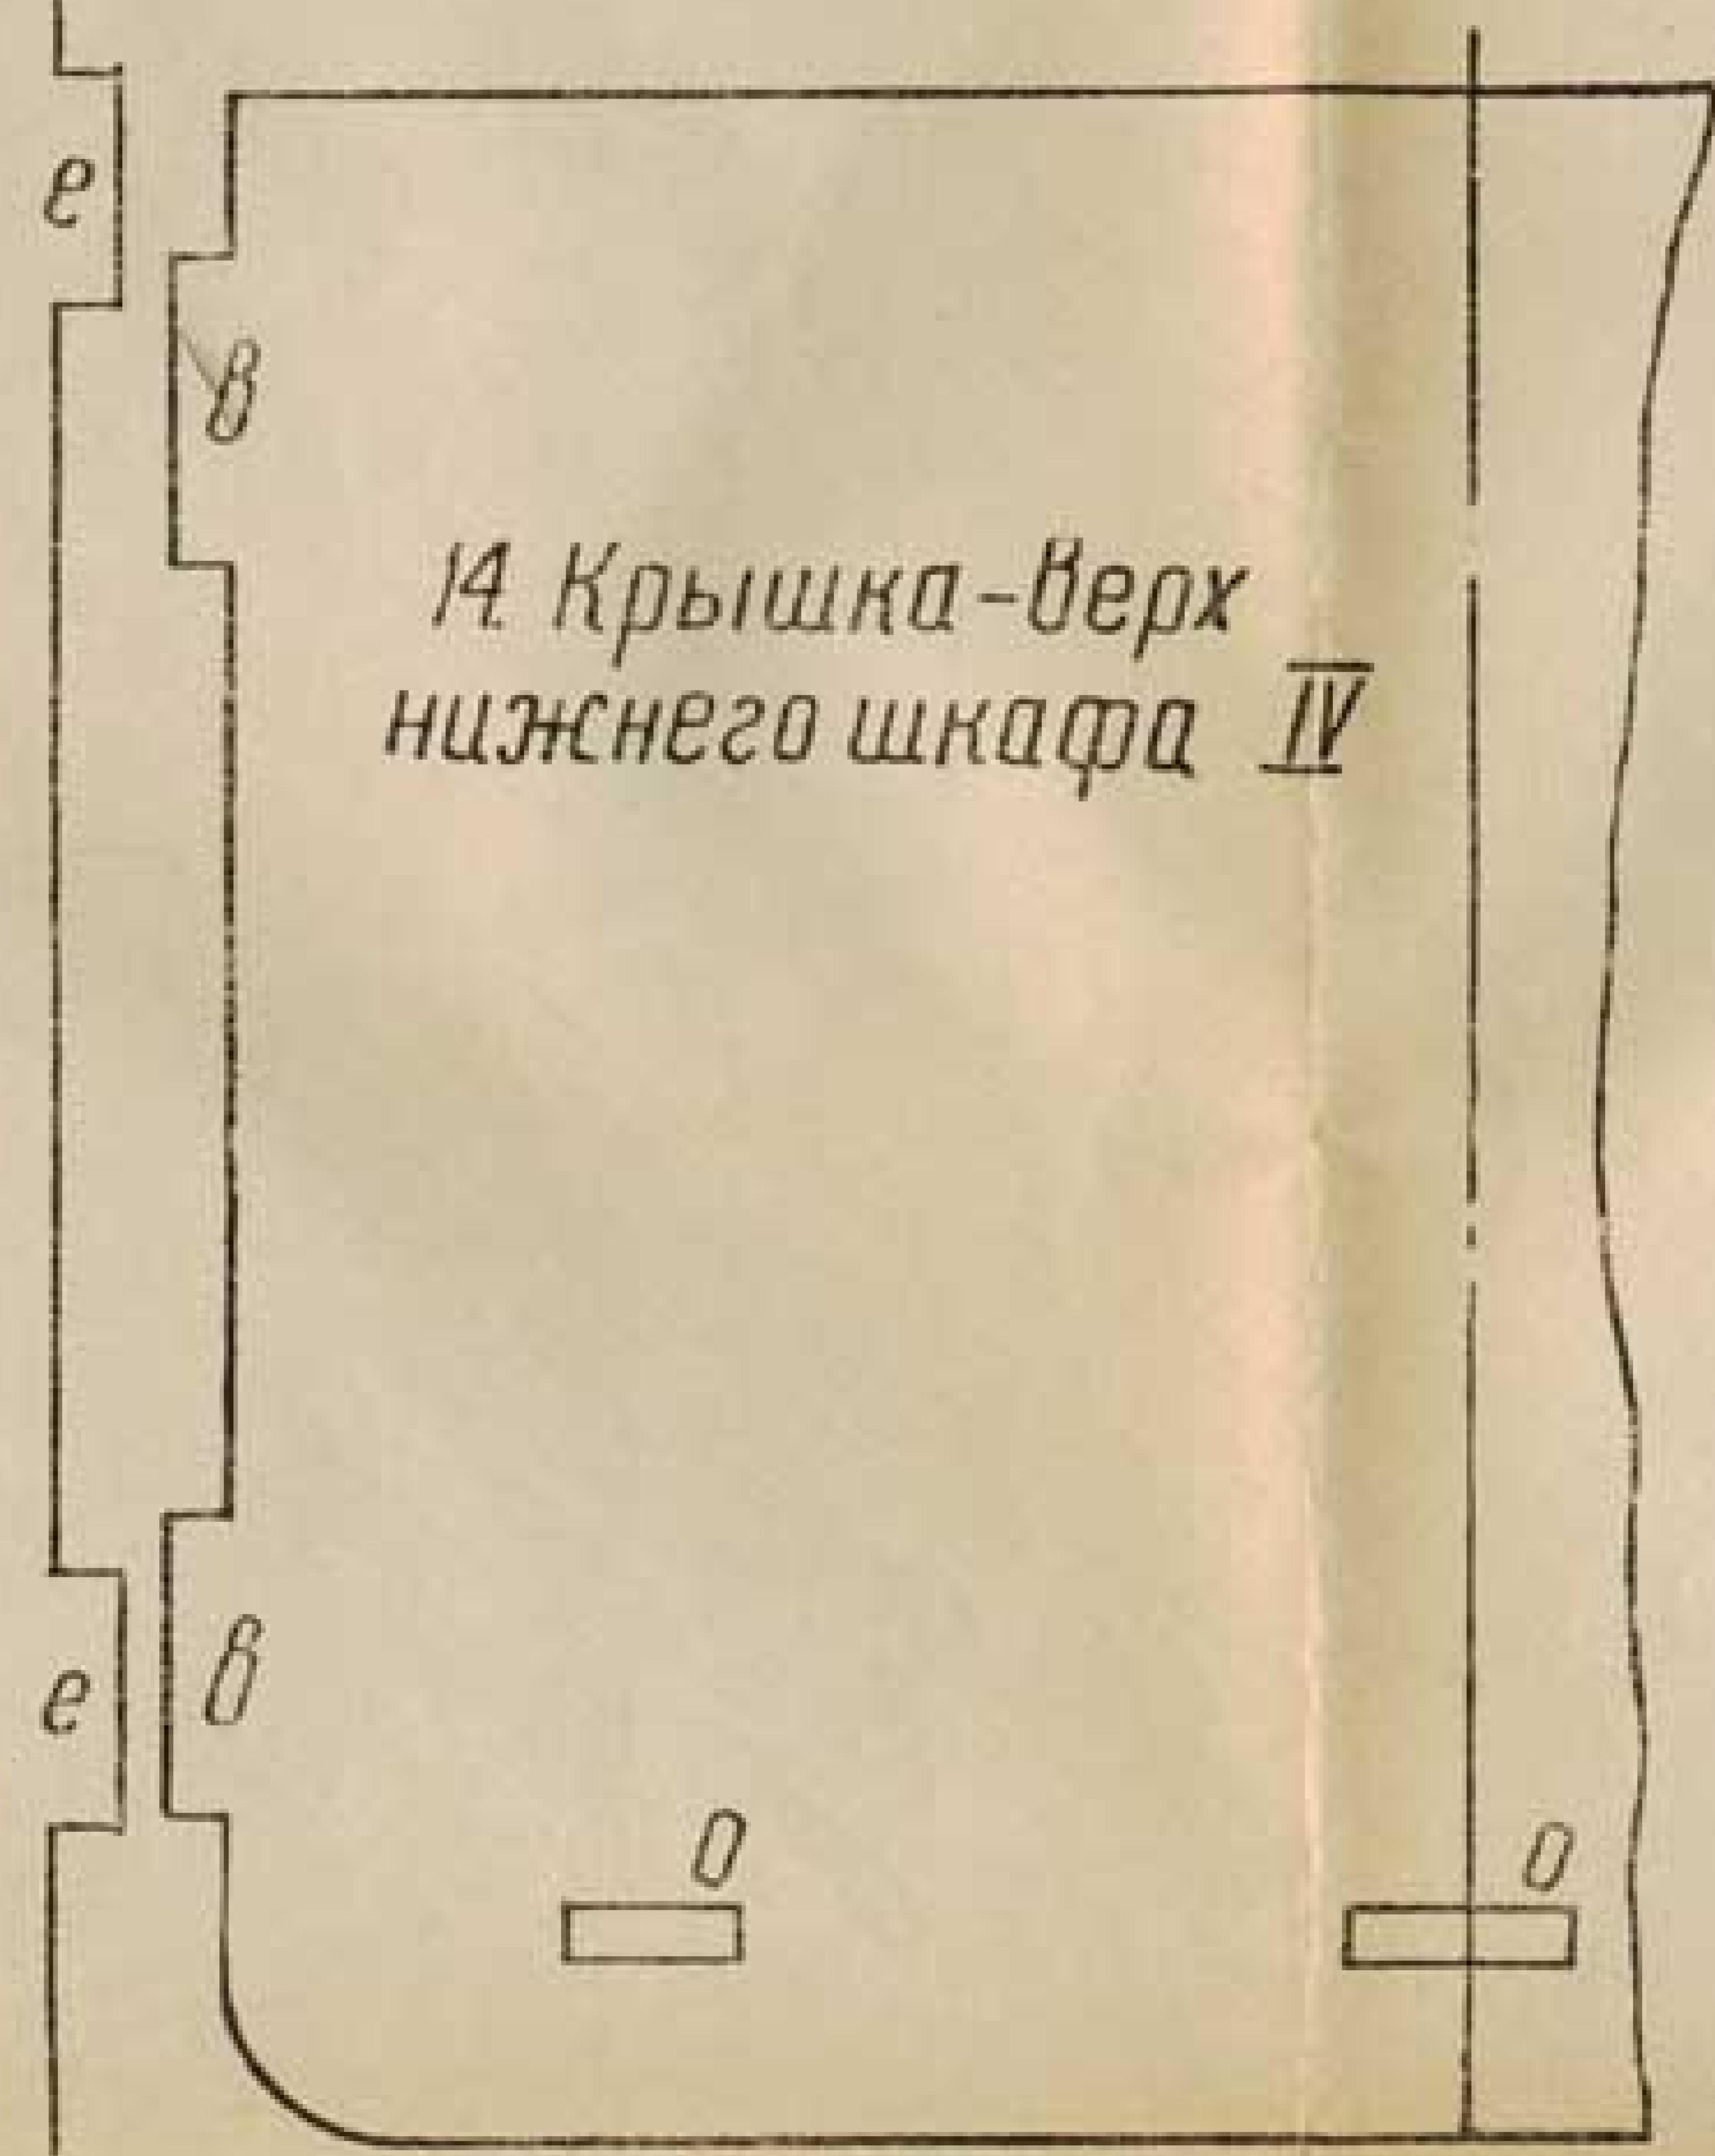 е
в
14. Крышка-верх
нижнего шкафа IV
е
в
о
о